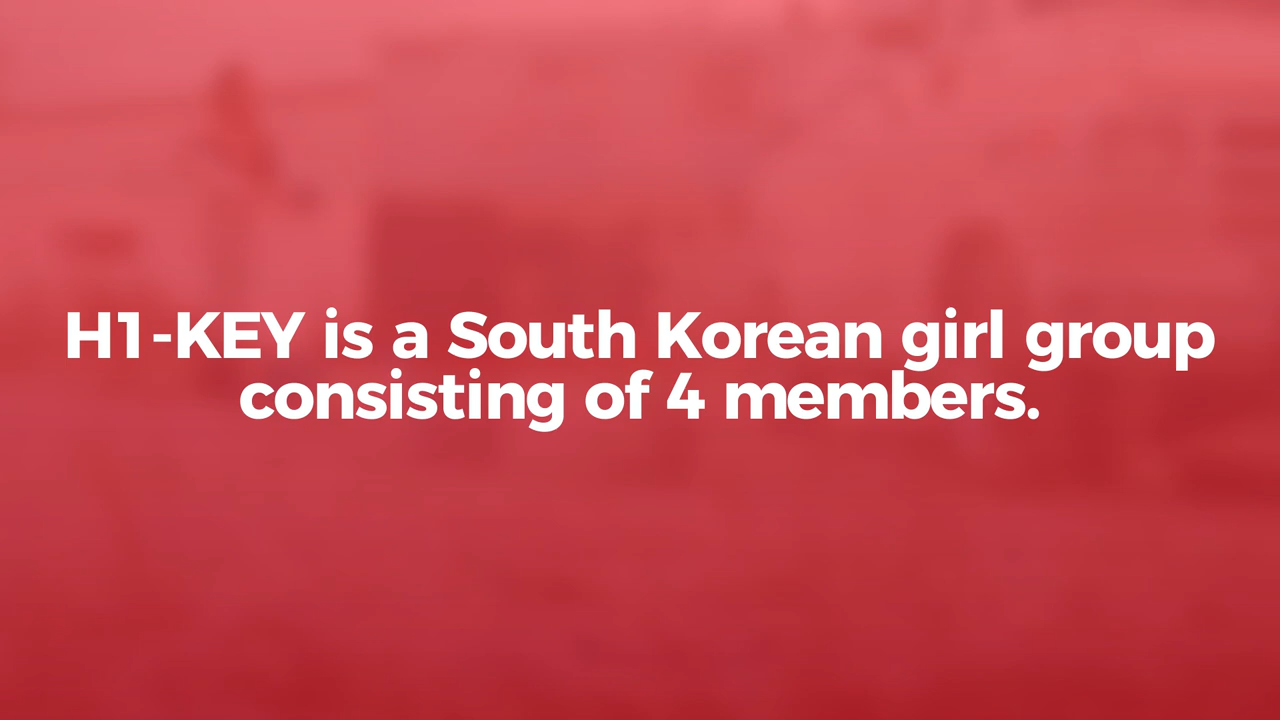 H1-KEY is a South Korean girl group
consisting of 4 members.